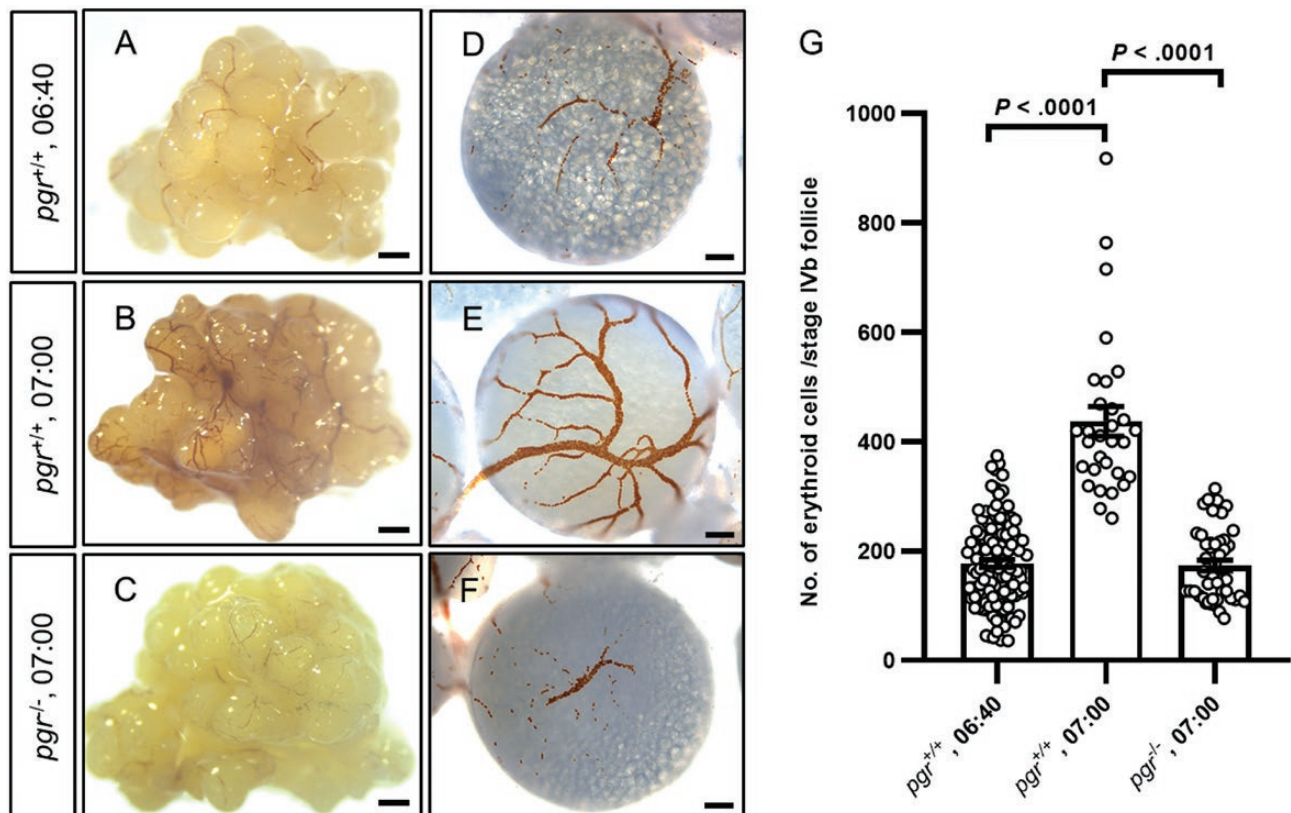 pgr+/+, 06:40
A
D
pgr+/+, 07:00
B
E
pgr-/-, 07:00
C
F
G
P < .0001
P < .0001
No. of erythroid cells /stage IVb follicle
1000
800
600
400
200
0
pgr+/+, 06:40
pgr+/+, 07:00
pgr-/-, 07:00